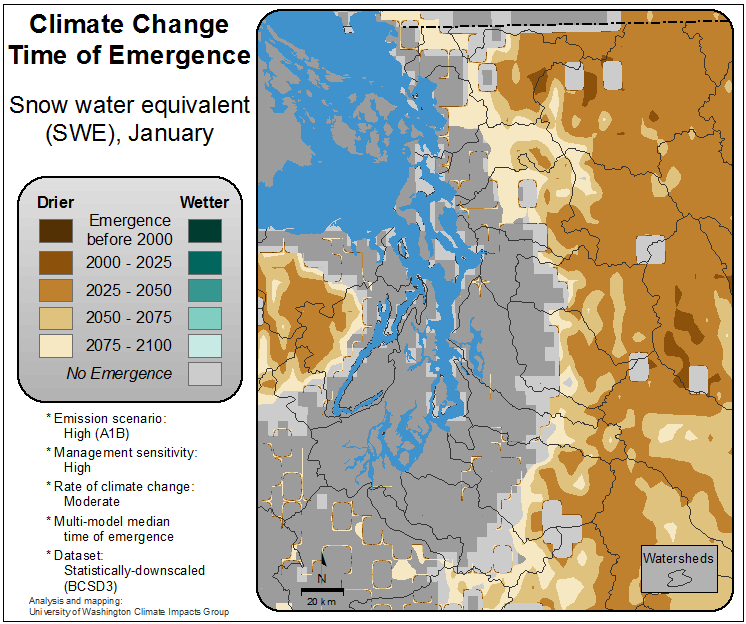 Climate Change
Time of Emergence
Snow water equivalent
(SWE), January
Drier Wetter
Emergence
before 2000
2000 - 2025
2025 - 2050
2050 - 2075
2075 - 2100
No Emergence
* Emission scenario:
High (A1B)
* Management sensitivity:
High
* Rate of climate change:
Moderate
* Multi-model median
time of emergence
* Dataset:
Statistically-downscaled
(BCSD3)
Analysis and mapping:
University of Washington Climate Impacts Group
N
20 km
Watersheds